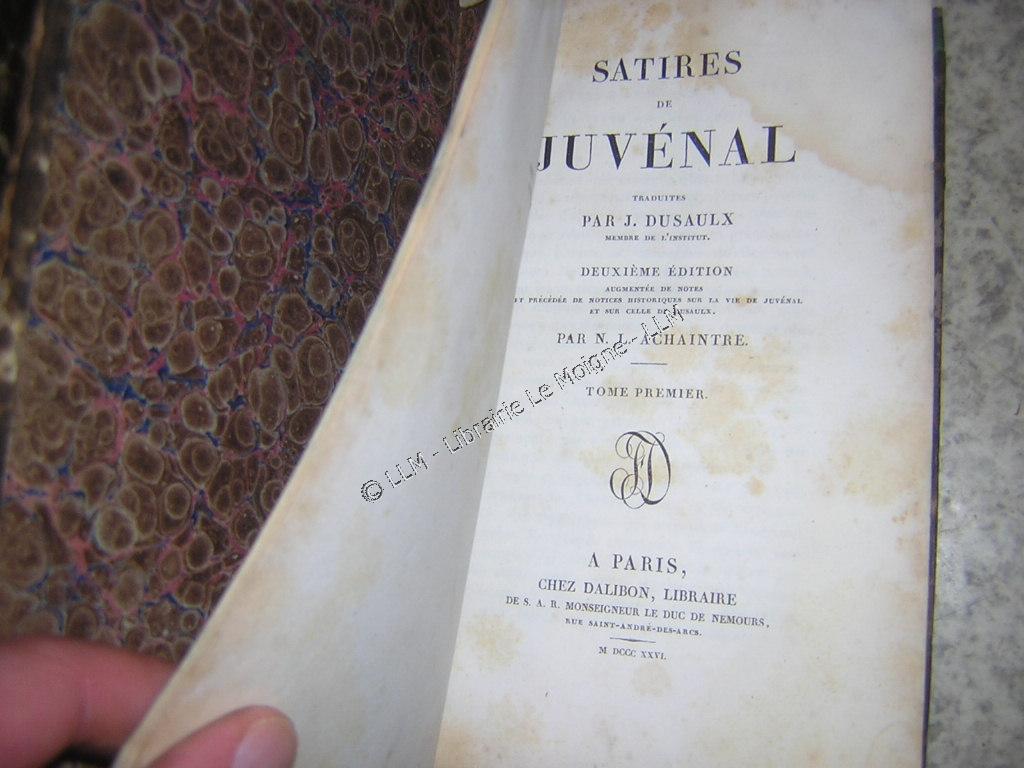 SATIRES
DE
JUVÉNAL
TRADUITES
PAR J. DUSAULX
MEMBRE DE L'INSTITUT.
DEUXIÈME ÉDITION
AUGMENTÉE DE NOTES
ET PRÉCÉDÉE DE NOTICES HISTORIQUES SUR LA VIE DE JUVÉNAL
ET SUR CELLE DE DUSAULX.
PAR N. L. ACHAINTRE.
TOME PREMIER.
JD
A PARIS,
CHEZ DALIBON, LIBRAIRE
DE S. A. R. MONSEIGNEUR LE DUC DE NEMOURS,
RUE SAINT-ANDRÉ-DES-ARCS.
M DCCC XXVI.
© LLM - Librairie Le Moigne - LLM